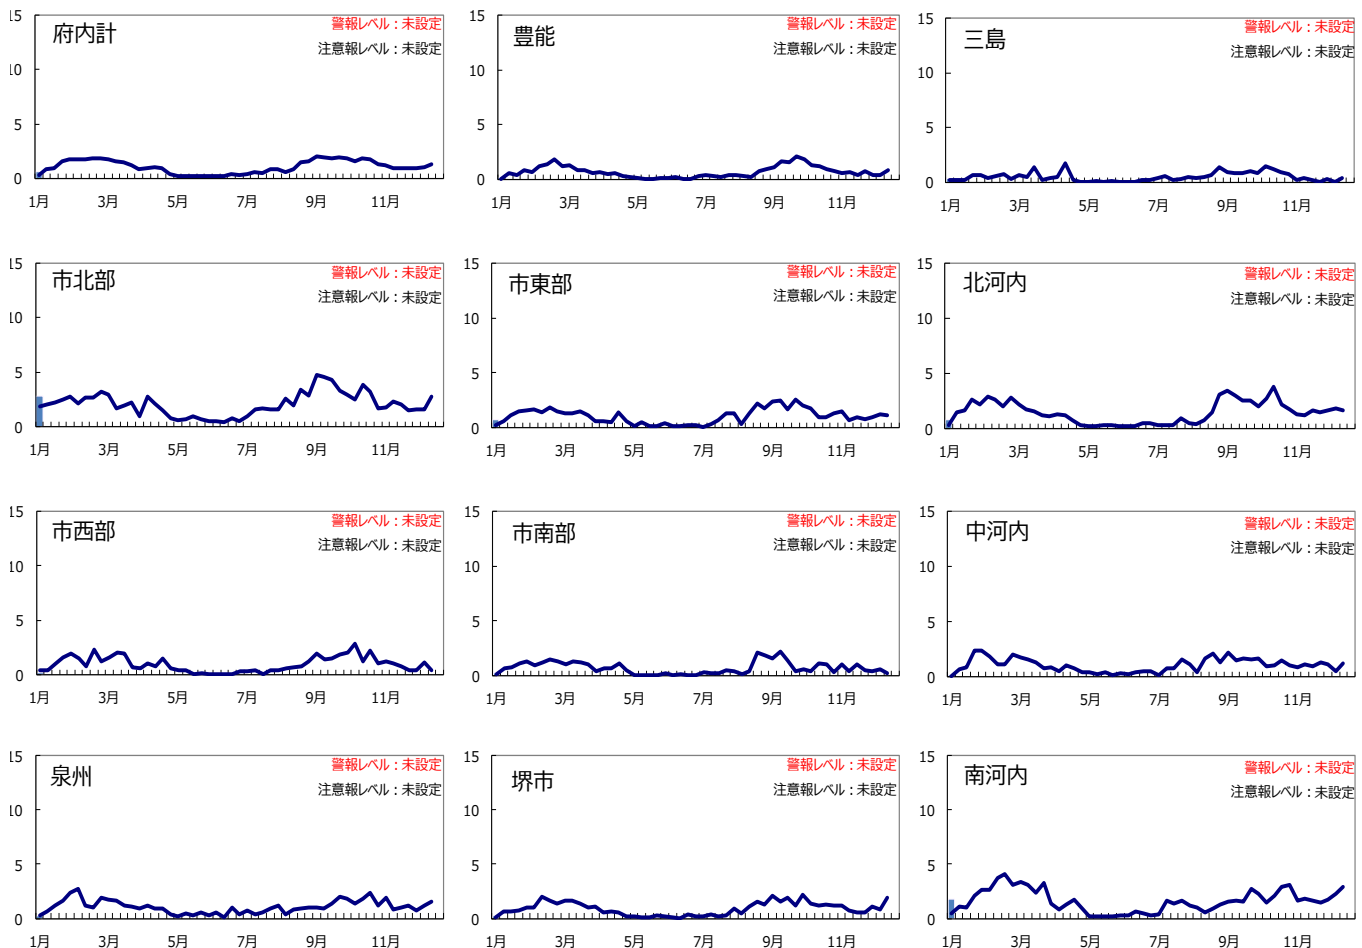 府内計
警報レベル：未設定
注意報レベル：未設定
15
10
5
0
1月 3月 5月 7月 9月 11月
豊能
警報レベル：未設定
注意報レベル：未設定
15
10
5
0
1月 3月 5月 7月 9月 11月
三島
警報レベル：未設定
注意報レベル：未設定
15
10
5
0
1月 3月 5月 7月 9月 11月
市北部
警報レベル：未設定
注意報レベル：未設定
15
10
5
0
1月 3月 5月 7月 9月 11月
市東部
警報レベル：未設定
注意報レベル：未設定
15
10
5
0
1月 3月 5月 7月 9月 11月
北河内
警報レベル：未設定
注意報レベル：未設定
15
10
5
0
1月 3月 5月 7月 9月 11月
市西部
警報レベル：未設定
注意報レベル：未設定
15
10
5
0
1月 3月 5月 7月 9月 11月
市南部
警報レベル：未設定
注意報レベル：未設定
15
10
5
0
1月 3月 5月 7月 9月 11月
中河内
警報レベル：未設定
注意報レベル：未設定
15
10
5
0
1月 3月 5月 7月 9月 11月
泉州
警報レベル：未設定
注意報レベル：未設定
15
10
5
0
1月 3月 5月 7月 9月 11月
堺市
警報レベル：未設定
注意報レベル：未設定
15
10
5
0
1月 3月 5月 7月 9月 11月
南河内
警報レベル：未設定
注意報レベル：未設定
15
10
5
0
1月 3月 5月 7月 9月 11月